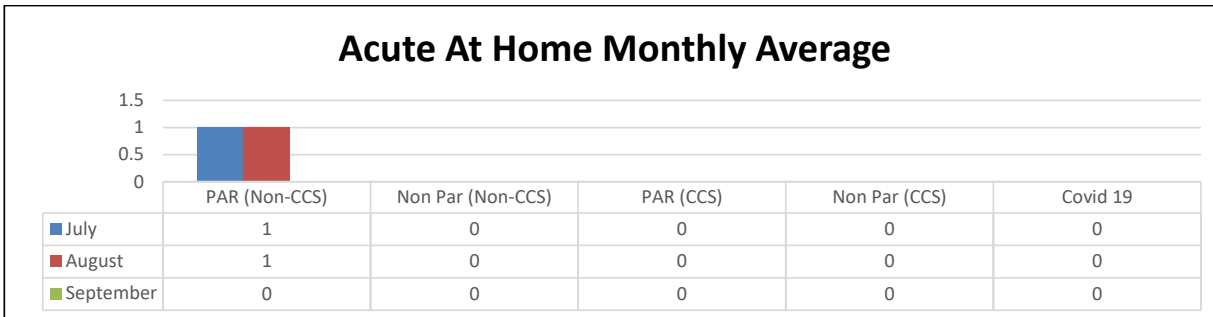 Acute At Home Monthly Average
1.5
1
0.5
0
PAR (Non-CCS) Non Par (Non-CCS) PAR (CCS) Non Par (CCS) Covid 19
July 1 0 0 0 0
August 1 0 0 0 0
September 0 0 0 0 0